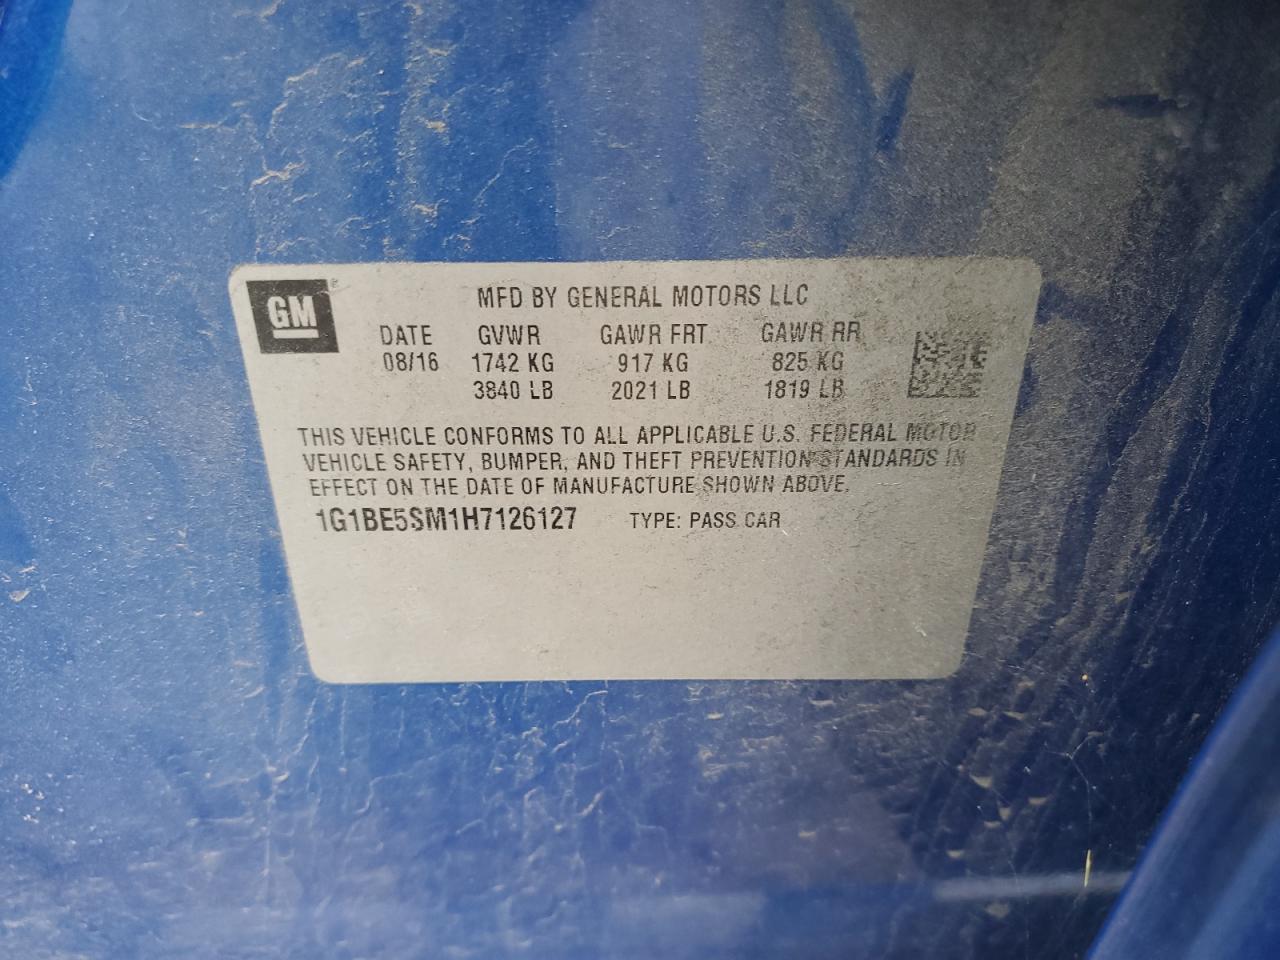 GM
MFD BY GENERAL MOTORS LLC
DATE GVWR GAWR FRT GAWR RR
08/16 1742 KG 917 KG 825 KG
3840 LB 2021 LB 1819 LB
THIS VEHICLE CONFORMS TO ALL APPLICABLE U.S. FEDERAL MOTOR
VEHICLE SAFETY, BUMPER, AND THEFT PREVENTION STANDARDS IN
EFFECT ON THE DATE OF MANUFACTURE SHOWN ABOVE.
1G1BE5SM1H7126127 TYPE: PASS CAR